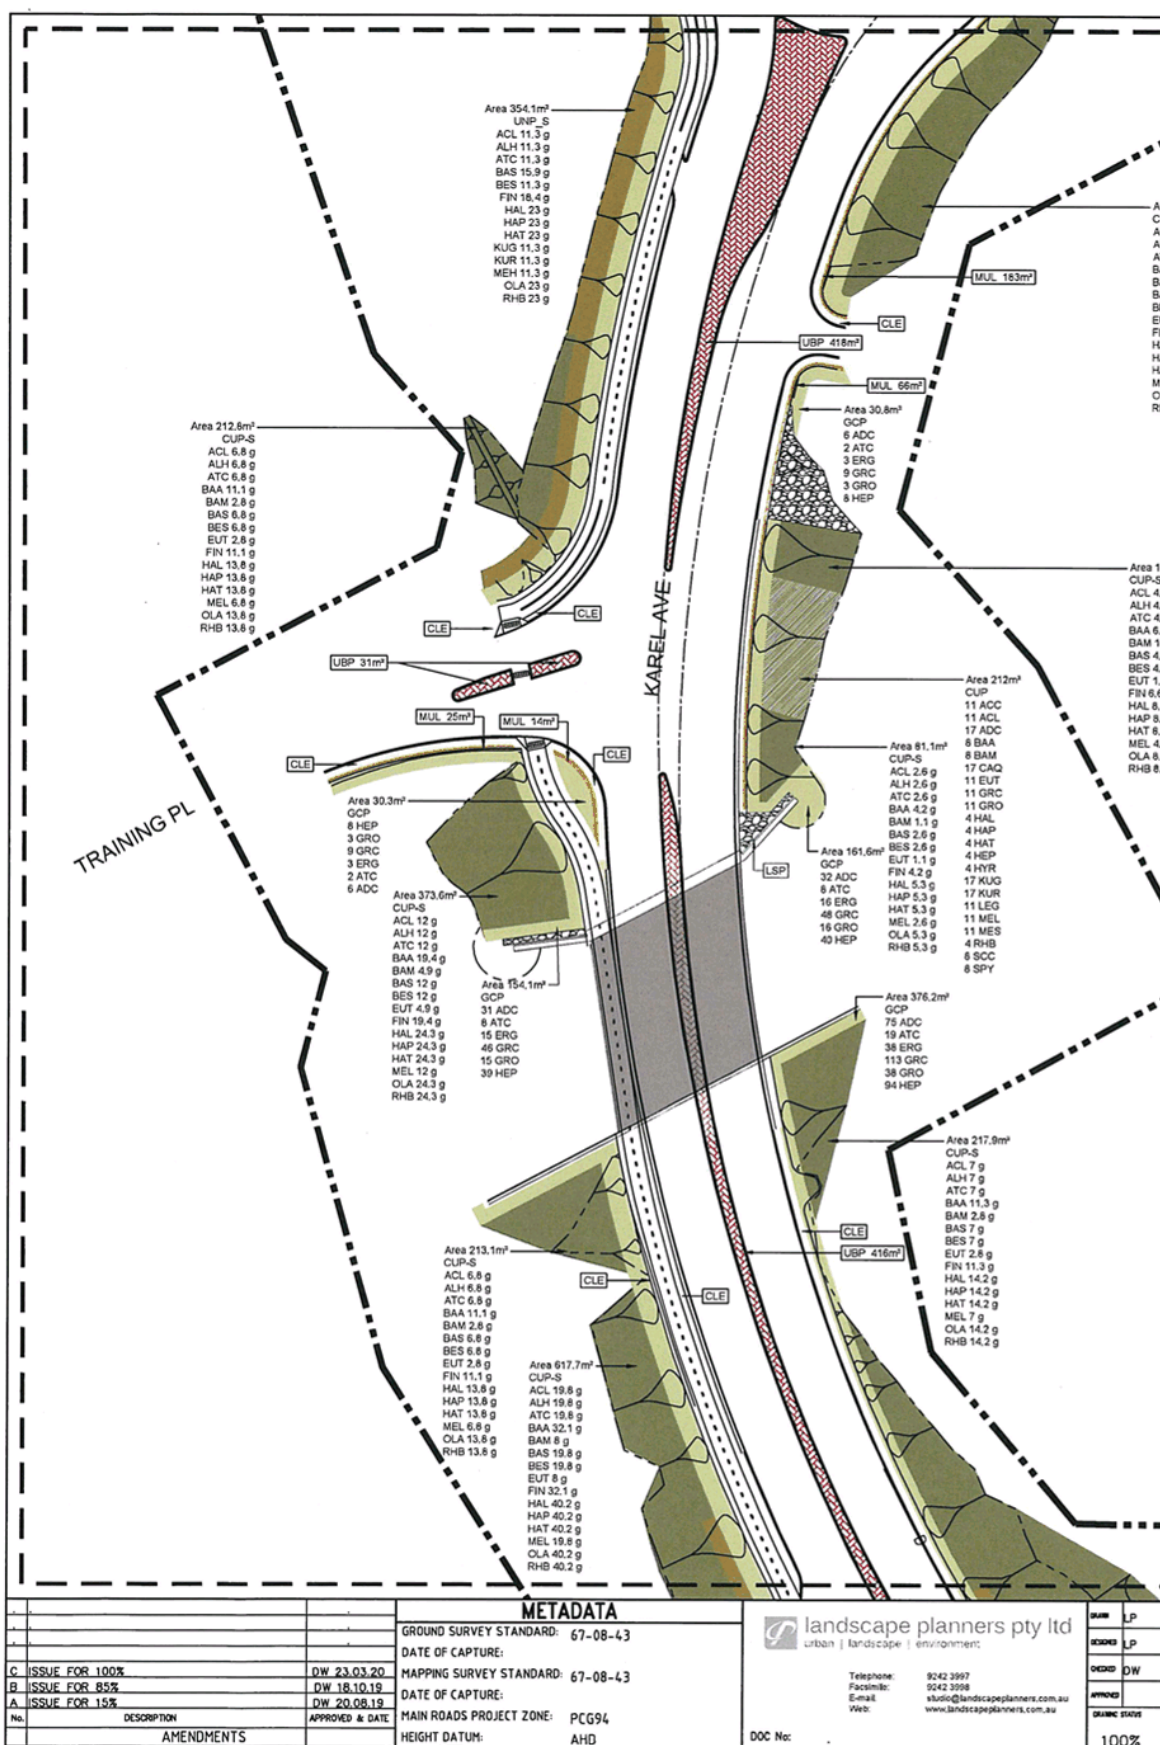 Area 354.1m²
UNP_S
ACL 11.3 g
ALH 11.3 g
ATC 11.3 g
BAS 15.9 g
BES 11.3 g
FIN 18.4 g
HAL 23 g
HAP 23 g
HAT 23 g
KUG 11.3 g
KUR 11.3 g
MEH 11.3 g
OLA 23 g
RHB 23 g
MUL 183m²
CLE
UBP 418m²
MUL 66m²
Area 30.8m²
GCP
6 ADC
2 ATC
3 ERG
9 GRC
3 GRO
8 HEP
Area 212.8m²
CUP-S
ACL 6.8 g
ALH 6.8 g
ATC 6.8 g
BAA 11.1 g
BAM 2.8 g
BAS 6.8 g
BES 6.8 g
EUT 2.8 g
FIN 11.1 g
HAL 13.8 g
HAP 13.8 g
HAT 13.8 g
MEL 6.8 g
OLA 13.8 g
RHB 13.8 g
CLE
CLE
UBP 31m²
KAREL AVE
MUL 25m²
MUL 14m²
CLE
CLE
TRAINING PL
Area 212m²
CUP
11 ACC
11 ACL
17 ADC
8 BAA
8 BAM
17 CAQ
11 EUT
11 GRC
11 GRO
4 HAL
4 HAP
4 HAT
4 HEP
4 HYR
17 KUG
17 KUR
11 LEG
11 MEL
11 MES
4 RHB
8 SCC
8 SPY
Area 81.1m²
CUP-S
ACL 2.6 g
ALH 2.6 g
ATC 2.6 g
BAA 4.2 g
BAM 1.1 g
BAS 2.6 g
BES 2.6 g
EUT 1.1 g
FIN 4.2 g
HAL 5.3 g
HAP 5.3 g
HAT 5.3 g
MEL 2.6 g
OLA 5.3 g
RHB 5.3 g
Area 161.6m²
GCP
32 ADC
8 ATC
16 ERG
48 GRC
16 GRO
40 HEP
LSP
Area 30.3m²
GCP
8 HEP
3 GRO
9 GRC
3 ERG
2 ATC
6 ADC
Area 373.6m²
CUP-S
ACL 12 g
ALH 12 g
ATC 12 g
BAA 19.4 g
BAM 4.9 g
BAS 12 g
BES 12 g
EUT 4.9 g
FIN 19.4 g
HAL 24.3 g
HAP 24.3 g
HAT 24.3 g
MEL 12 g
OLA 24.3 g
RHB 24.3 g
Area 154.1m²
GCP
31 ADC
8 ATC
15 ERG
46 GRC
15 GRO
39 HEP
Area 376.2m²
GCP
75 ADC
19 ATC
38 ERG
113 GRC
38 GRO
94 HEP
Area 217.9m²
CUP-S
ACL 7 g
ALH 7 g
ATC 7 g
BAA 11.3 g
BAM 2.8 g
BAS 7 g
BES 7 g
EUT 2.8 g
FIN 11.3 g
HAL 14.2 g
HAP 14.2 g
HAT 14.2 g
MEL 7 g
OLA 14.2 g
RHB 14.2 g
CLE
UBP 416m²
Area 213.1m²
CUP-S
ACL 6.8 g
ALH 6.8 g
ATC 6.8 g
BAA 11.1 g
BAM 2.8 g
BAS 6.8 g
BES 6.8 g
EUT 2.8 g
FIN 11.1 g
HAL 13.8 g
HAP 13.8 g
HAT 13.8 g
MEL 6.8 g
OLA 13.8 g
RHB 13.8 g
CLE
CLE
Area 617.7m²
CUP-S
ACL 19.8 g
ALH 19.8 g
ATC 19.8 g
BAA 32.1 g
BAM 8 g
BAS 19.8 g
BES 19.8 g
EUT 8 g
FIN 32.1 g
HAL 40.2 g
HAP 40.2 g
HAT 40.2 g
MEL 19.8 g
OLA 40.2 g
RHB 40.2 g
C ISSUE FOR 100% DW 23.03.20
B ISSUE FOR 85% DW 18.10.19
A ISSUE FOR 15% DW 20.08.19
No. DESCRIPTION APPROVED & DATE
AMENDMENTS
METADATA
GROUND SURVEY STANDARD: 67-08-43
DATE OF CAPTURE:
MAPPING SURVEY STANDARD: 67-08-43
DATE OF CAPTURE:
MAIN ROADS PROJECT ZONE: PCG94
HEIGHT DATUM: AHD
landscape planners pty ltd
urban | landscape | environment
Telephone: 9242 3997
Facsimile: 9242 3998
E-mail: studio@landscapeplanners.com.au
Web: www.landscapeplanners.com.au
DOC No:
DRAWN LP
DESIGNED LP
CHECKED DW
APPROVED
DRAWING STATUS
100%